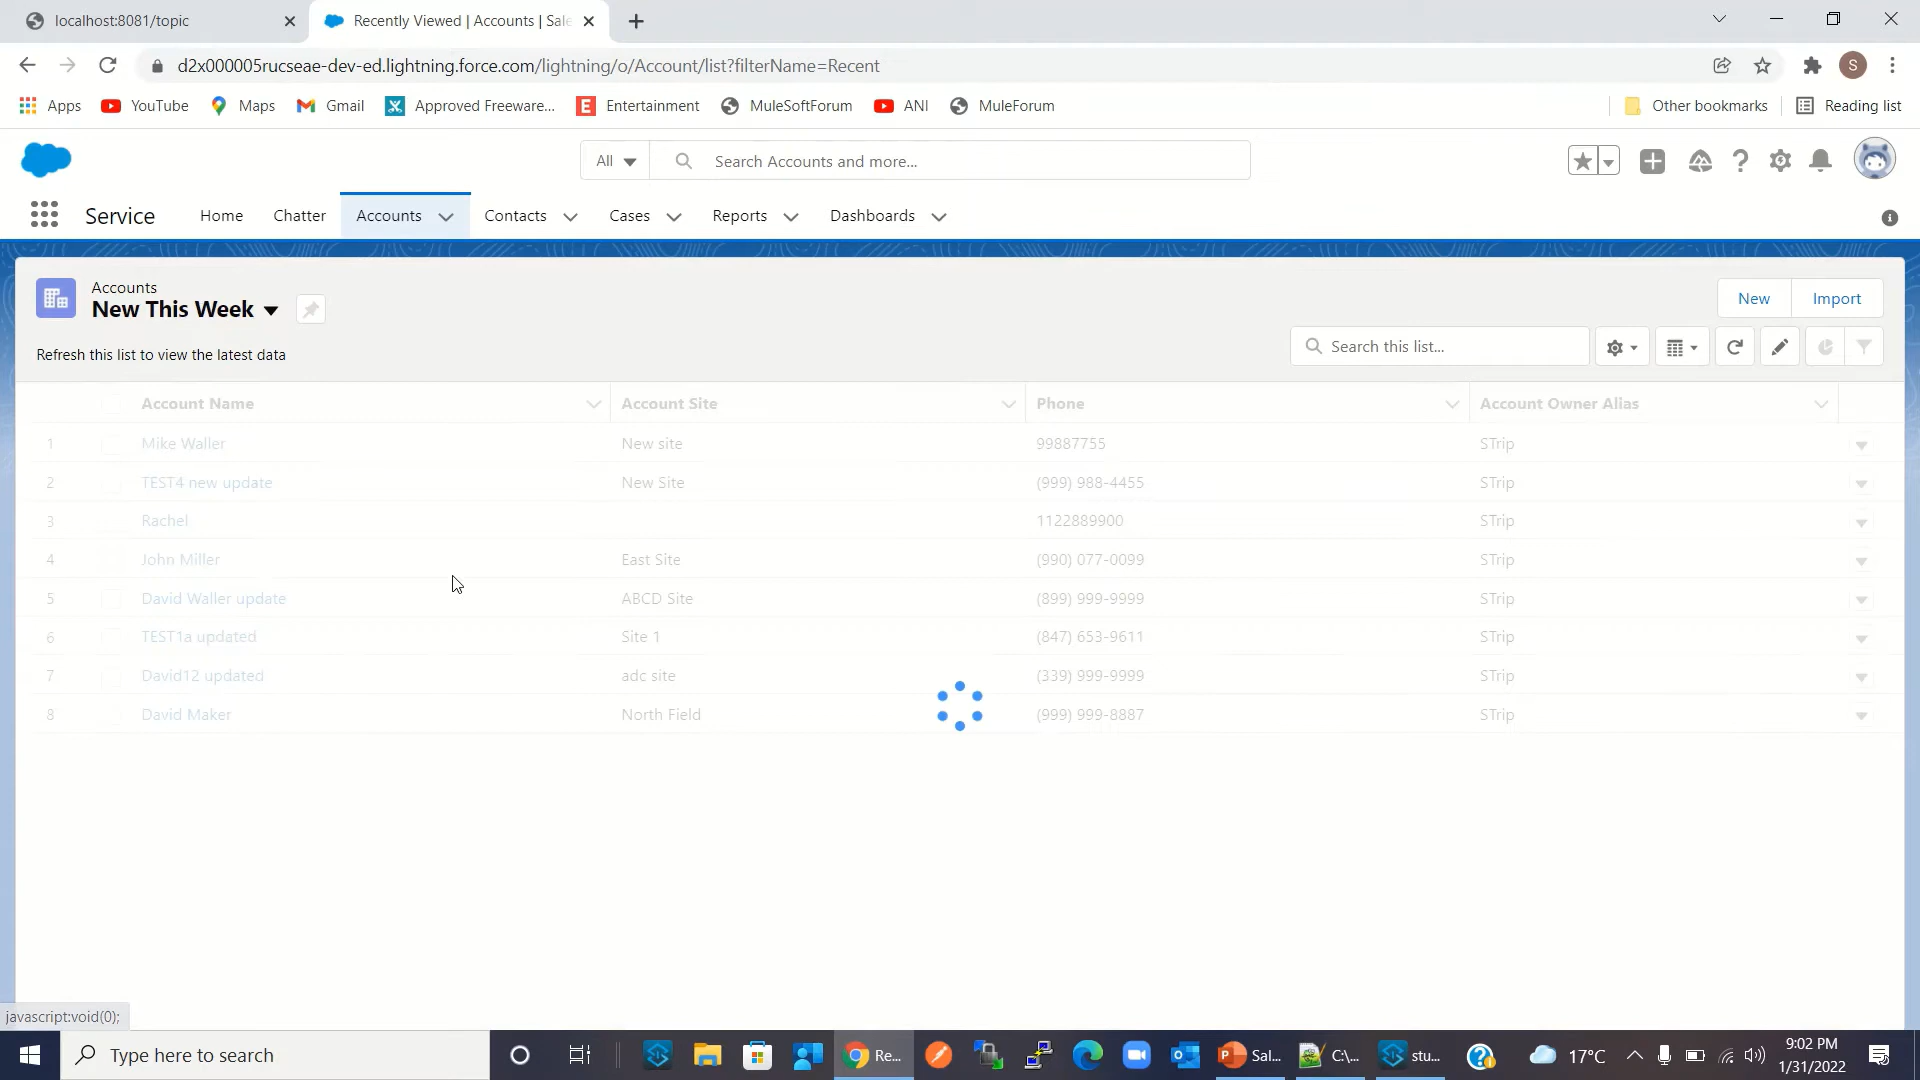 localhost:8081/topic
Recently Viewed | Accounts | Sale
d2x000005rucseae-dev-ed.lightning.force.com/lightning/o/Account/list?filterName=Recent
S
Apps YouTube Maps Gmail Approved Freeware... Entertainment MuleSoftForum ANI MuleForum Other bookmarks Reading list
All Search Accounts and more...
Service Home Chatter Accounts Contacts Cases Reports Dashboards
Accounts
New This Week
New Import
Refresh this list to view the latest data
Search this list...
Account Name Account Site Phone Account Owner Alias
1 Mike Waller New site 99887755 STrip
2 TEST4 new update New Site (999) 988-4455 STrip
3 Rachel 1122889900 STrip
4 John Miller East Site (990) 077-0099 STrip
5 David Waller update ABCD Site (899) 999-9999 STrip
6 TEST1a updated Site 1 (847) 653-9611 STrip
7 David12 updated adc site (339) 999-9999 STrip
8 David Maker North Field (999) 999-8887 STrip
javascript:void(0);
Type here to search
Re...
Sal...
C:\...
stu...
17°C
9:02 PM
1/31/2022